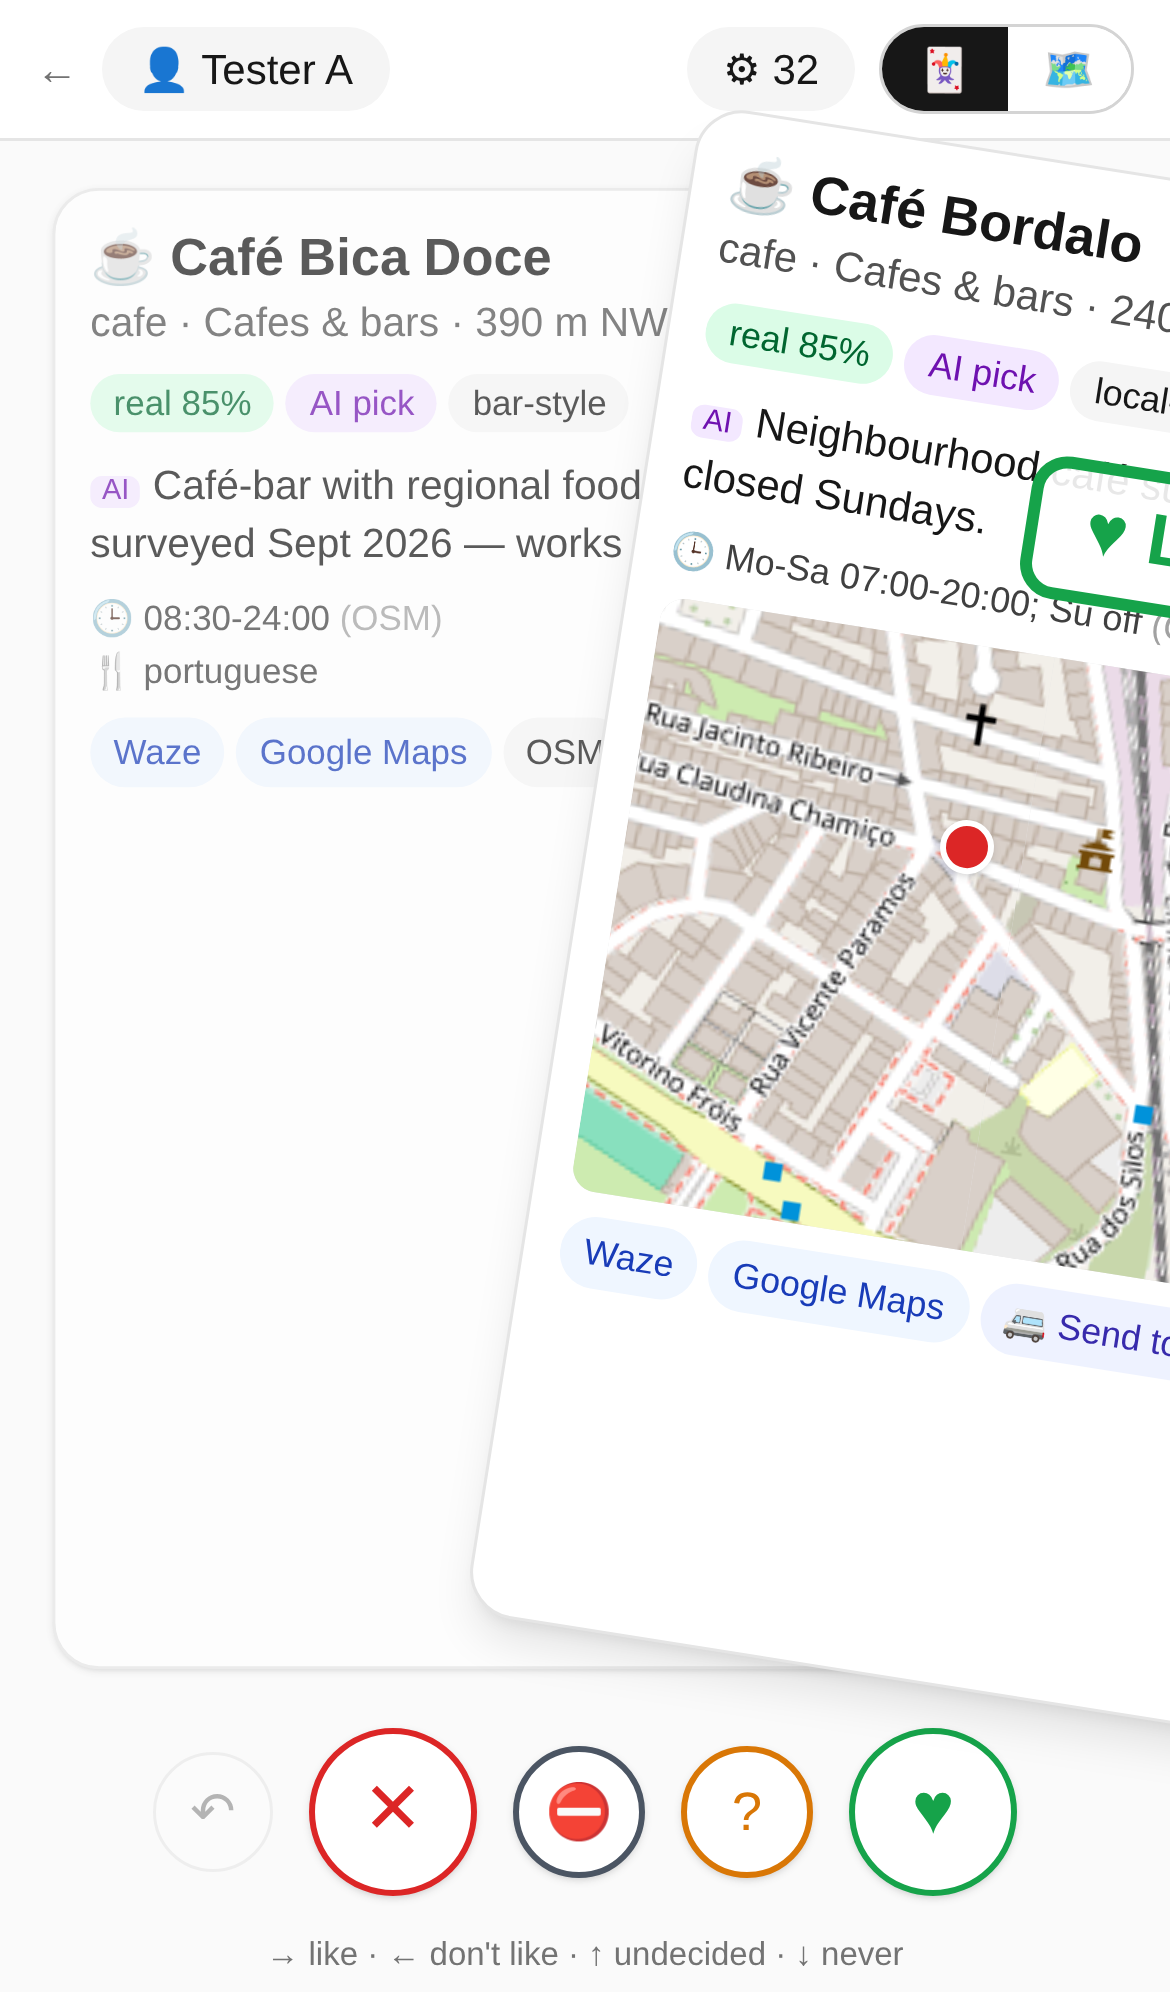 ← 👤 Tester A ⚙ 32
☕ Café Bica Doce
cafe · Cafes & bars · 390 m NW
real 85% AI pick bar-style
AI Café-bar with regional food
surveyed Sept 2026 — works
🕒 08:30-24:00 (OSM)
🍴 portuguese
Waze Google Maps OSM
☕ Café Bordalo
cafe · Cafes & bars · 240
real 85% AI pick local
AI Neighbourhood café
closed Sundays.
♥ L
🕒 Mo-Sa 07:00-20:00; Su off
Rua Jacinto Ribeiro
ua Claudina Chamiço
Rua Vicente Paramos
Vitorino Fróis
Rua dos Silos
Waze Google Maps 🚐 Send to
↶ ✕ ⛔ ? ♥
→ like · ← don't like · ↑ undecided · ↓ never